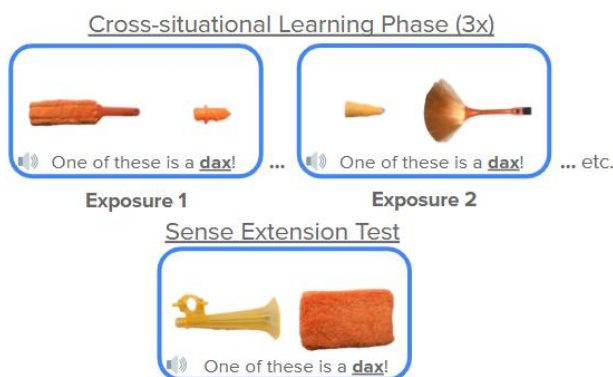 Cross-situational Learning Phase (3x)
One of these is a dax!
...
One of these is a dax!
... etc.
Exposure 1
Exposure 2
Sense Extension Test
One of these is a dax!